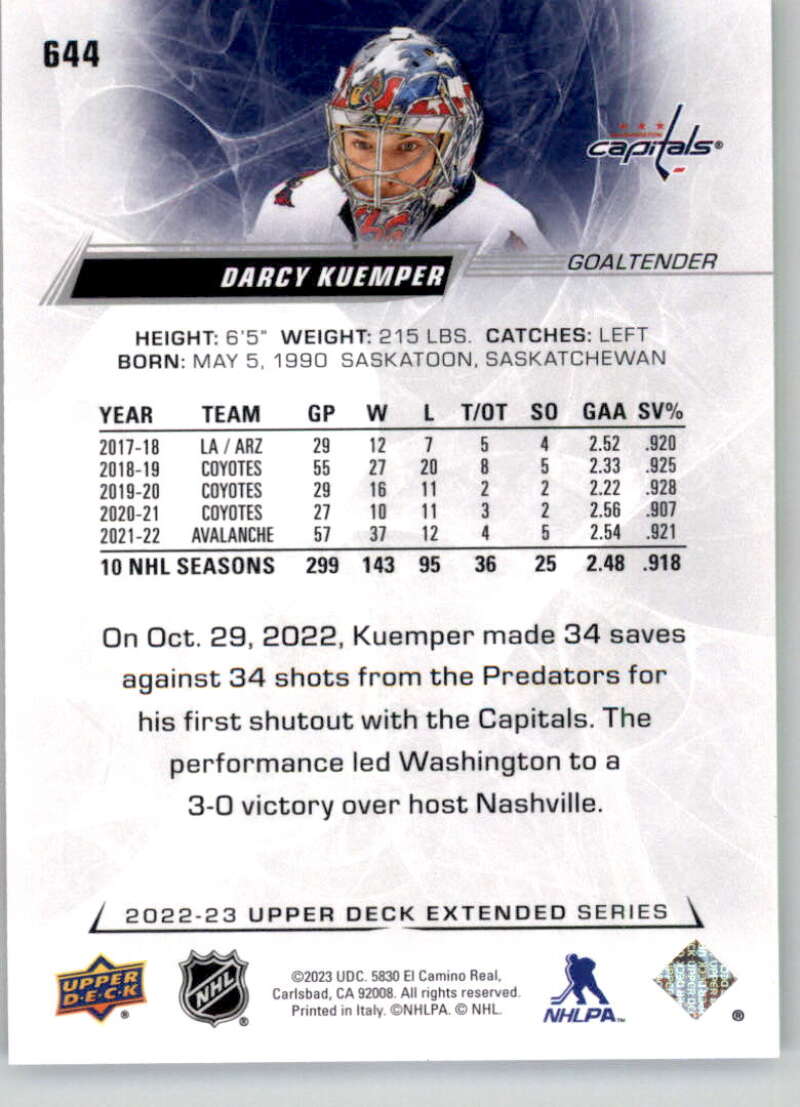 644
WASHINGTON
capitals®
GOALTENDER
DARCY KUEMPER
HEIGHT: 6'5" WEIGHT: 215 LBS. CATCHES: LEFT
BORN: MAY 5, 1990 SASKATOON, SASKATCHEWAN
YEAR TEAM GP W L T/OT SO GAA SV%
2017-18 LA / ARZ 29 12 7 5 4 2.52 .920
2018-19 COYOTES 55 27 20 8 5 2.33 .925
2019-20 COYOTES 29 16 11 2 2 2.22 .928
2020-21 COYOTES 27 10 11 3 2 2.56 .907
2021-22 AVALANCHE 57 37 12 4 5 2.54 .921
10 NHL SEASONS 299 143 95 36 25 2.48 .918
On Oct. 29, 2022, Kuemper made 34 saves
against 34 shots from the Predators for
his first shutout with the Capitals. The
performance led Washington to a
3-0 victory over host Nashville.
2022-23 UPPER DECK EXTENDED SERIES
UPPER
D·E·C·K ®
NHL ®
©2023 UDC. 5830 El Camino Real,
Carlsbad, CA 92008. All rights reserved.
Printed in Italy. ©NHLPA. © NHL.
NHLPA™
®